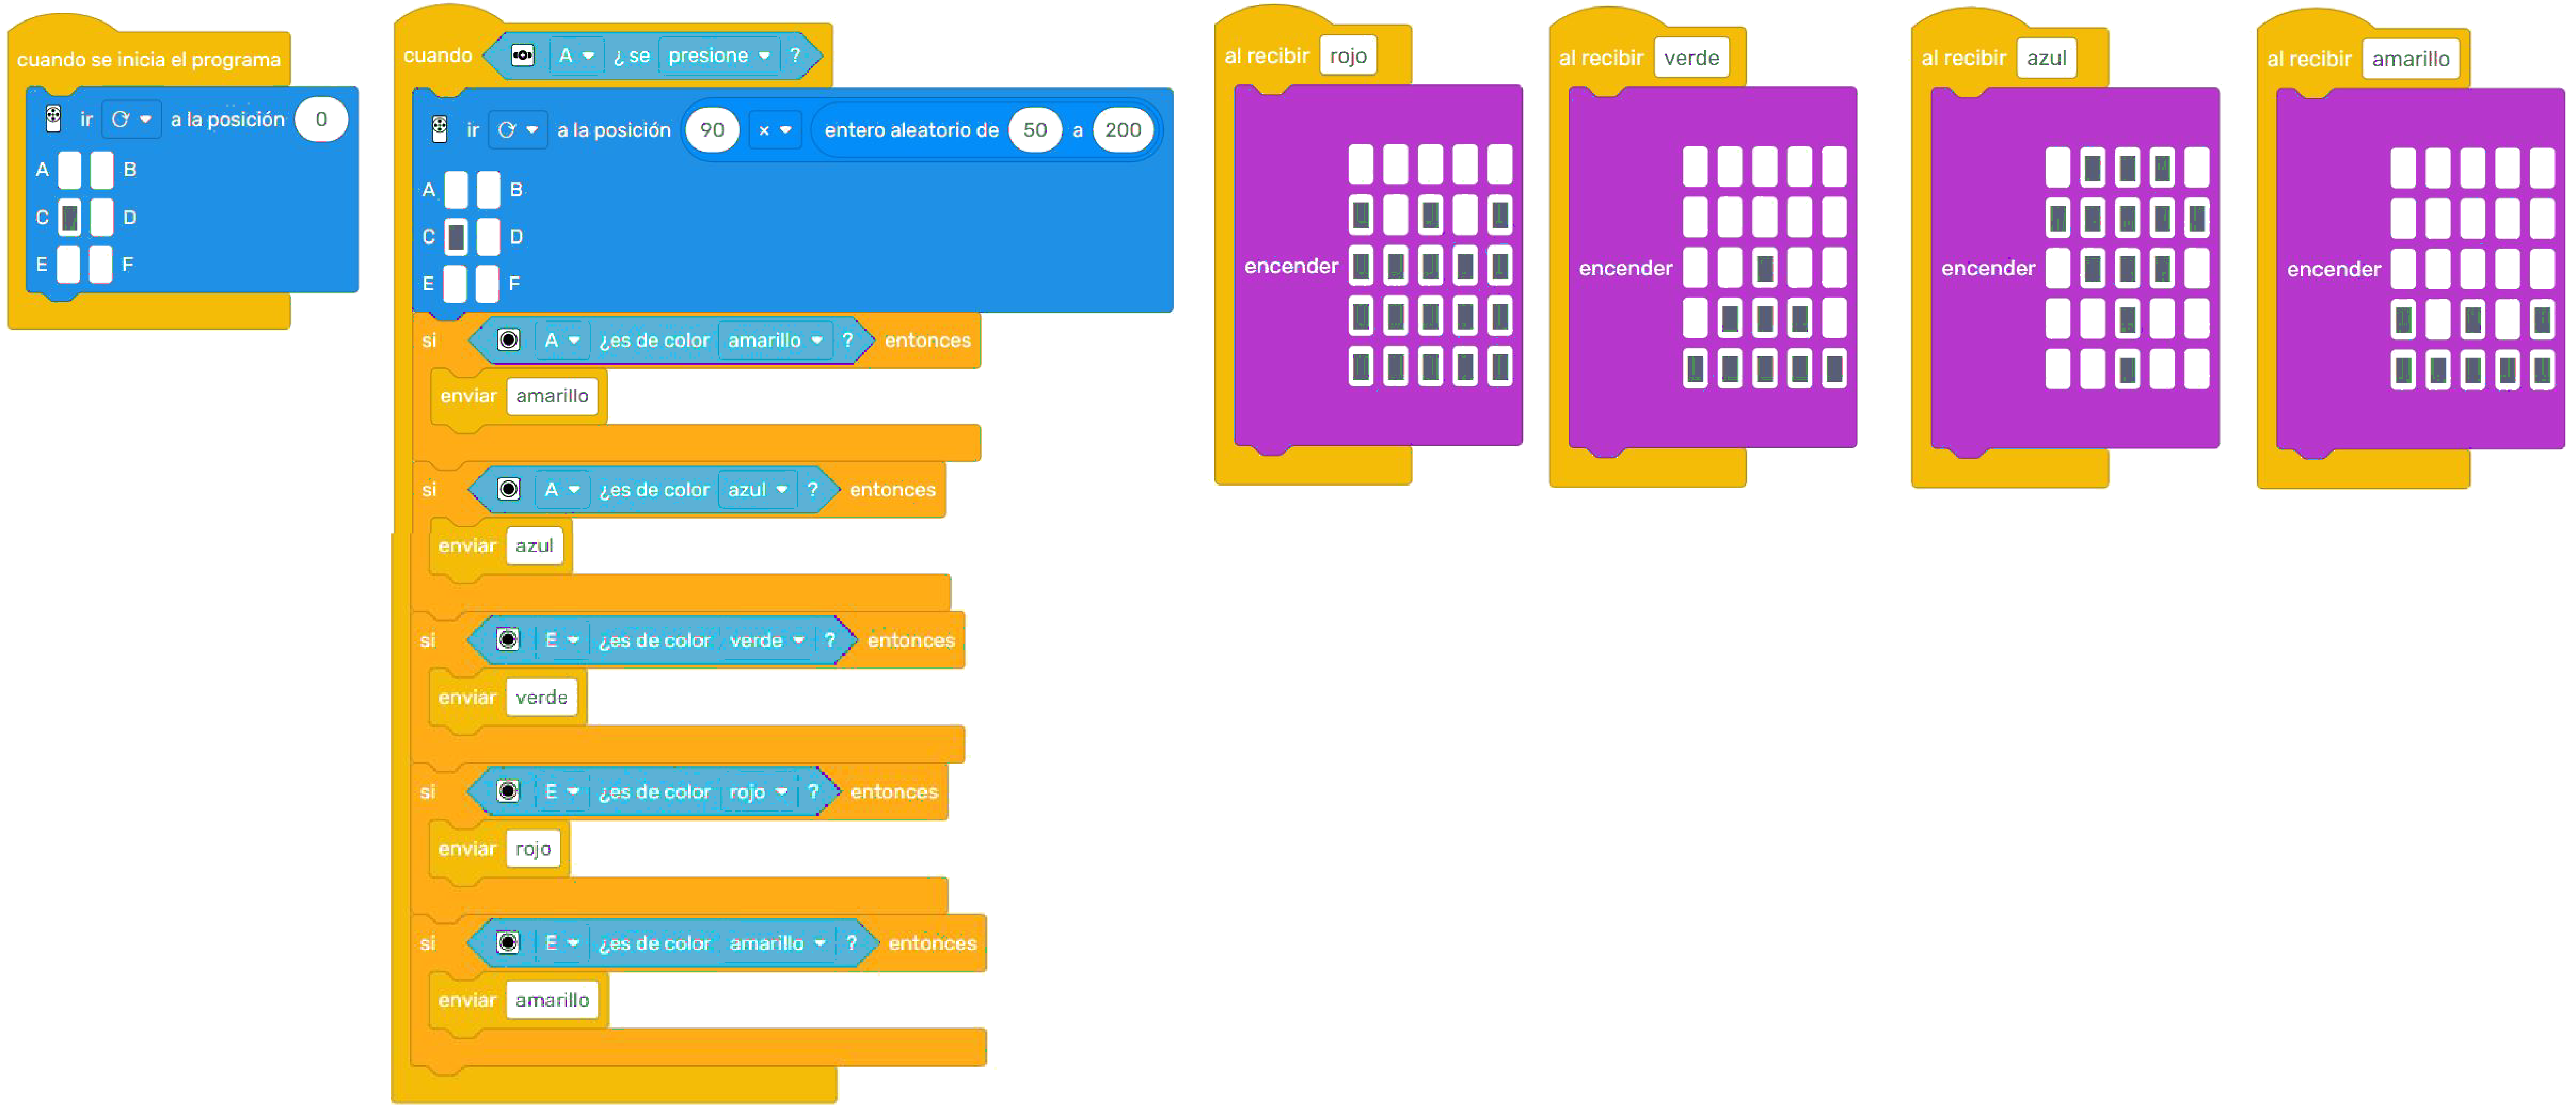 cuando se inicia el programa
ir a la posición 0
A B
C D
E F
cuando A ¿ se presione ?
ir a la posición 90 × entero aleatorio de 50 a 200
A B
C D
E F
si A ¿es de color amarillo ? entonces
enviar amarillo
si A ¿es de color azul ? entonces
enviar azul
si E ¿es de color verde ? entonces
enviar verde
si E ¿es de color rojo ? entonces
enviar rojo
si E ¿es de color amarillo ? entonces
enviar amarillo
al recibir rojo
encender
al recibir verde
encender
al recibir azul
encender
al recibir amarillo
encender